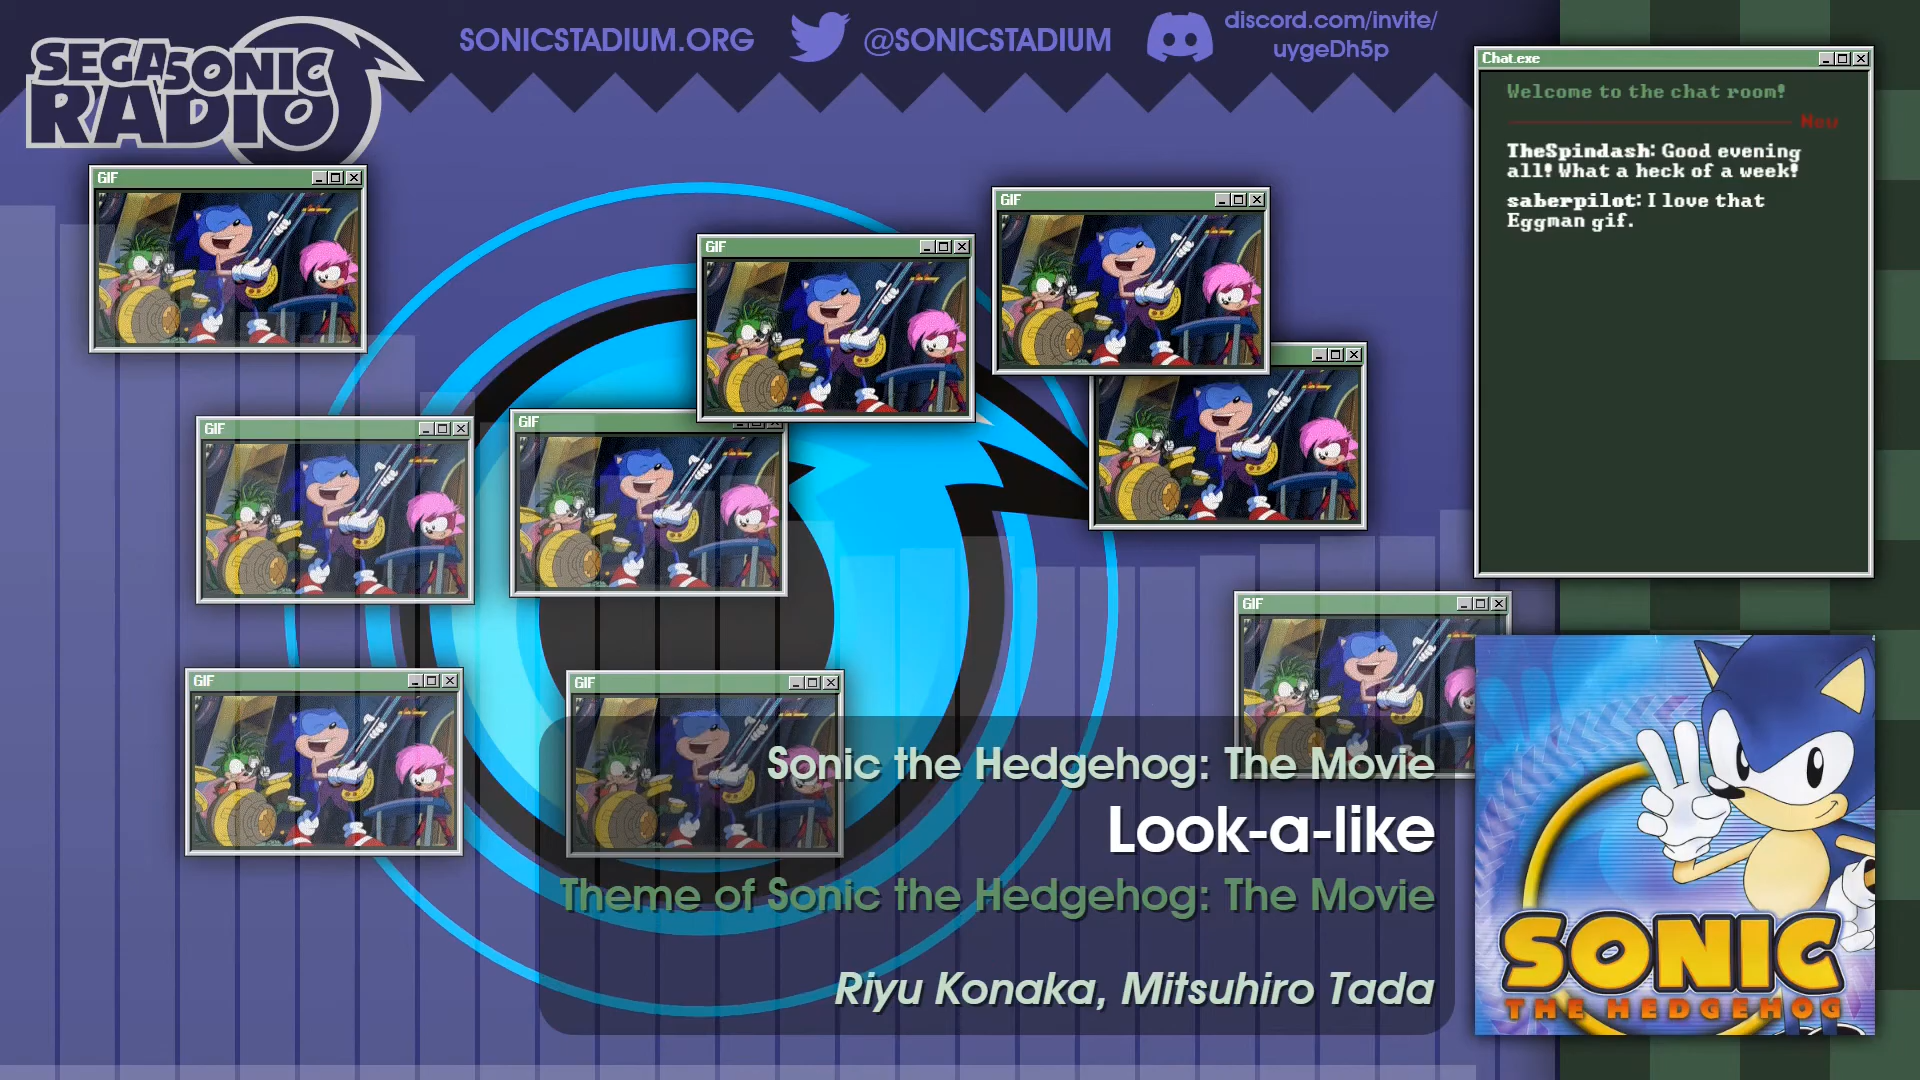 SEGASONIC
RADIO
SONICSTADIUM.ORG
@SONICSTADIUM
discord.com/invite/
uygeDh5p
Chat.exe
Welcome to the chat room!
New
TheSpindash: Good evening
all! What a heck of a week!
saberpilot: I love that
Eggman gif.
GIF
GIF
GIF
GIF
GIF
GIF
GIF
GIF
Sonic the Hedgehog: The Movie
Look-a-like
Theme of Sonic the Hedgehog: The Movie
Riyu Konaka, Mitsuhiro Tada
SONIC
THE HEDGEHOG